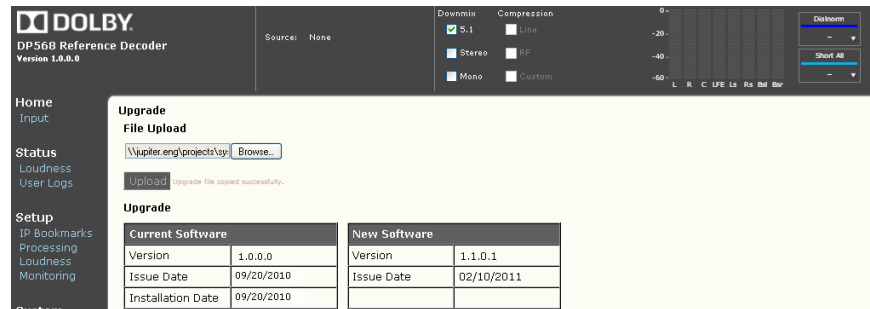 DOLBY.
DP568 Reference Decoder
Version 1.0.0.0
Source: None
Downmix Compression
5.1 Line
Stereo RF
Mono Custom
0 -
-20 -
-40 -
-60 -
L R C LFE Ls Rs Bsl Bsr
Dialnorm
--
Short All
--
Home
Input
Status
Loudness
User Logs
Setup
IP Bookmarks
Processing
Loudness
Monitoring
System
Upgrade
File Upload
\\jupiter.eng\projects\sy Browse...
Upload Upgrade file copied successfully.
Upgrade
Current Software New Software
Version 1.0.0.0 Version 1.1.0.1
Issue Date 09/20/2010 Issue Date 02/10/2011
Installation Date 09/20/2010